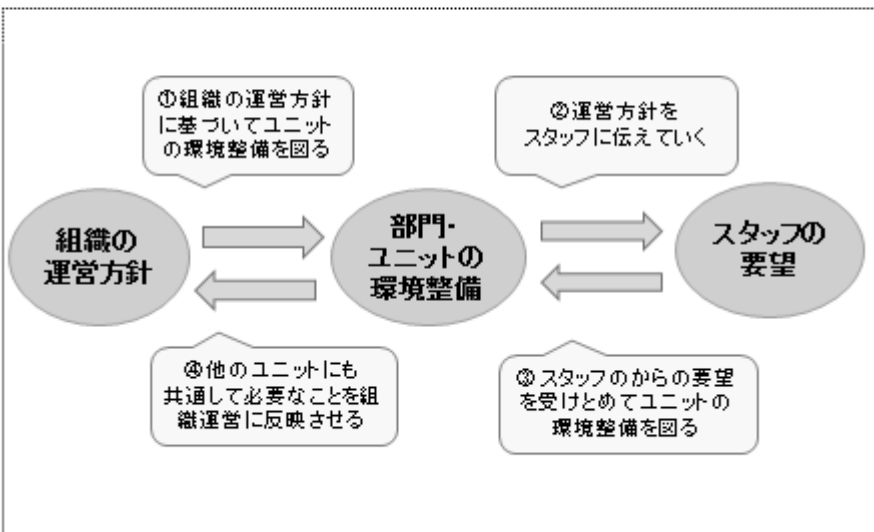 ①組織の運営方針
に基づいてユニット
の環境整備を図る
②運営方針を
スタッフに伝えていく
組織の
運営方針
部門・
ユニットの
環境整備
スタッフの
要望
④他のユニットにも
共通して必要なことを組
織運営に反映させる
③スタッフのからの要望
を受けとめてユニットの
環境整備を図る